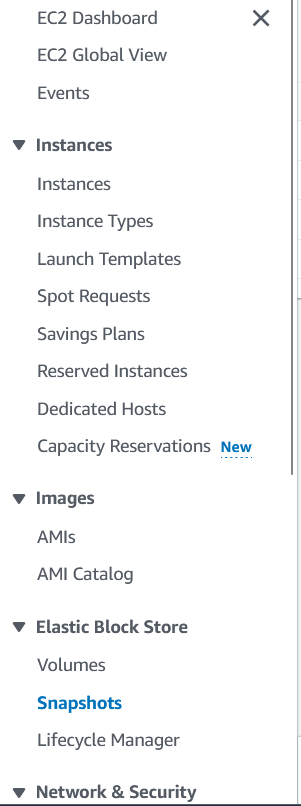 EC2 Dashboard
EC2 Global View
Events
Instances
Instances
Instance Types
Launch Templates
Spot Requests
Savings Plans
Reserved Instances
Dedicated Hosts
Capacity Reservations New
Images
AMIs
AMI Catalog
Elastic Block Store
Volumes
Snapshots
Lifecycle Manager
Network & Security